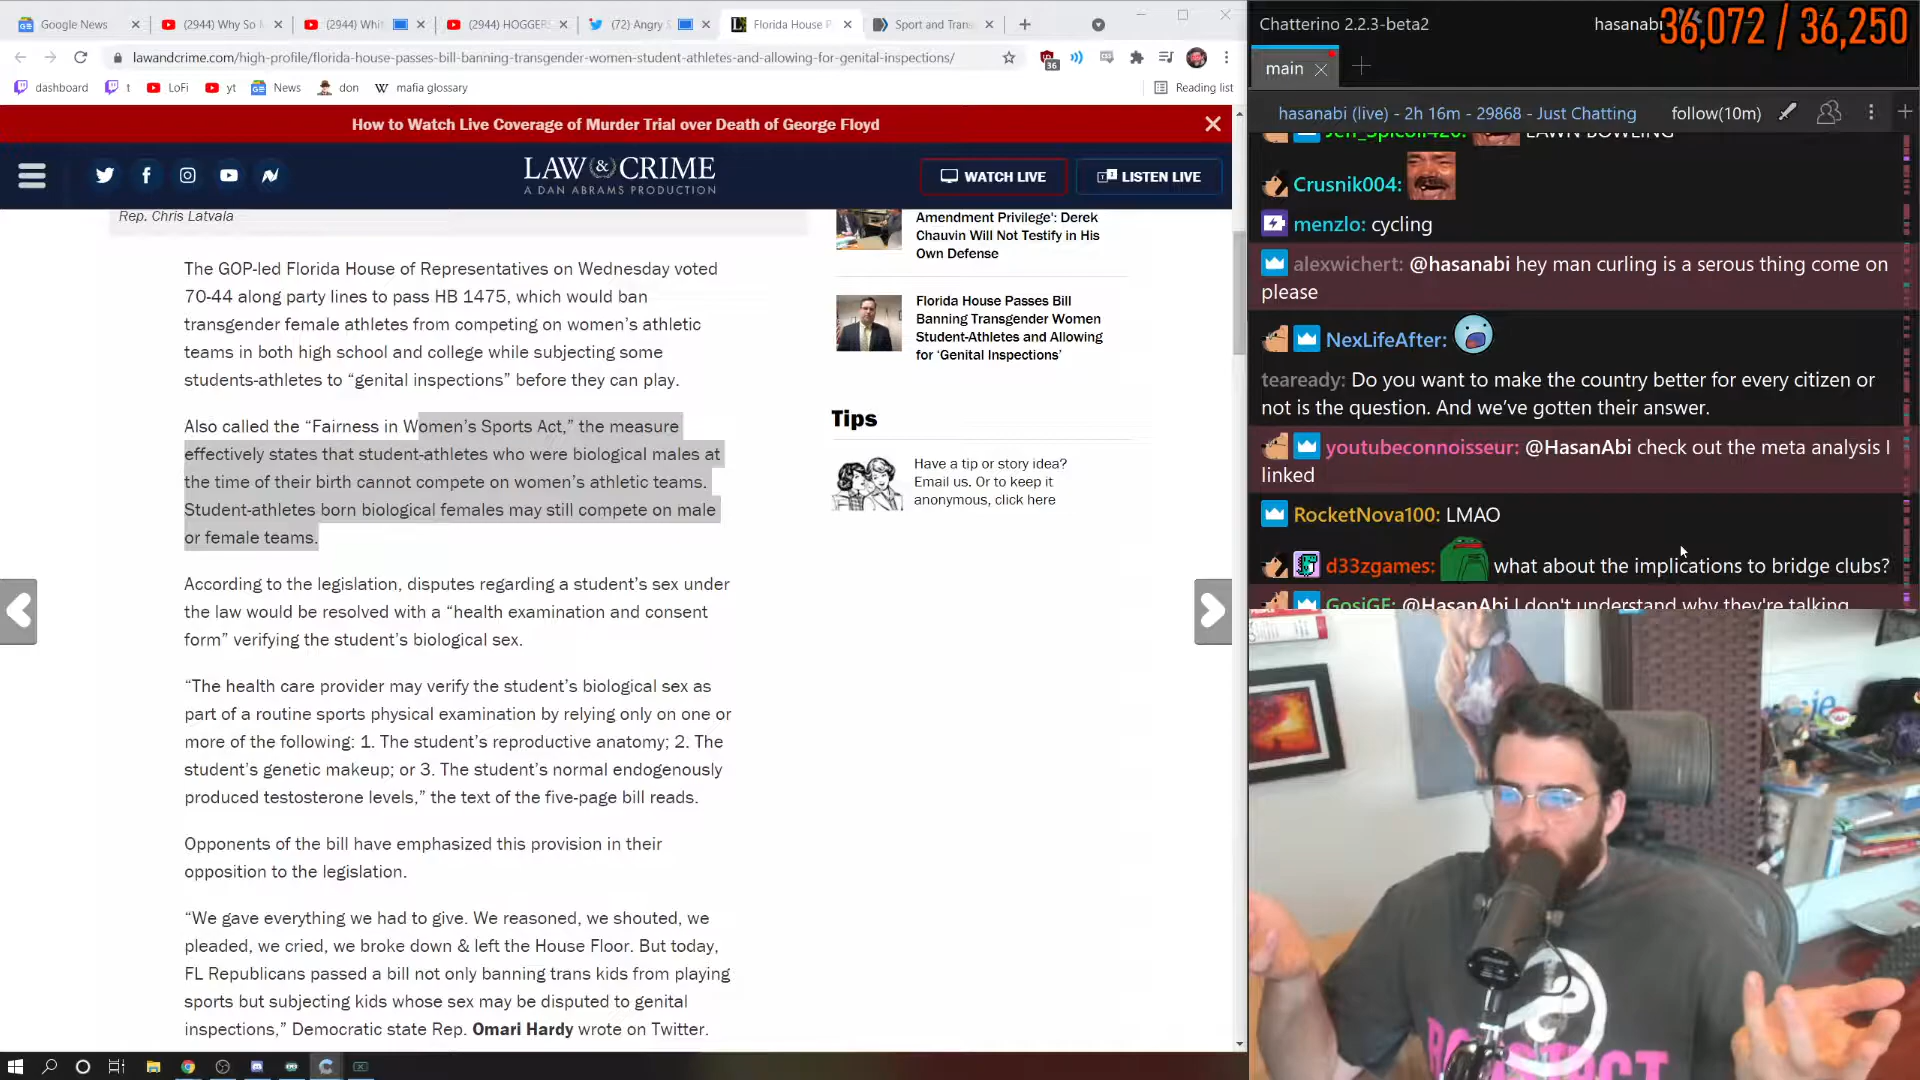 Google News
(2944) Why So M
(2944) Whit
(2944) HOGGERS
(72) Angry
Florida House P
Sport and Trans
lawandcrime.com/high-profile/florida-house-passes-bill-banning-transgender-women-student-athletes-and-allowing-for-genital-inspections/
36
dashboard
t
LoFi
yt
News
don
mafia glossary
Reading list
How to Watch Live Coverage of Murder Trial over Death of George Floyd
LAW & CRIME
A DAN ABRAMS PRODUCTION
WATCH LIVE
LISTEN LIVE
Rep. Chris Latvala
The GOP-led Florida House of Representatives on Wednesday voted
70-44 along party lines to pass HB 1475, which would ban
transgender female athletes from competing on women's athletic
teams in both high school and college while subjecting some
students-athletes to “genital inspections” before they can play.
Also called the “Fairness in Women's Sports Act,” the measure
effectively states that student-athletes who were biological males at
the time of their birth cannot compete on women's athletic teams.
Student-athletes born biological females may still compete on male
or female teams.
According to the legislation, disputes regarding a student's sex under
the law would be resolved with a “health examination and consent
form” verifying the student's biological sex.
“The health care provider may verify the student's biological sex as
part of a routine sports physical examination by relying only on one or
more of the following: 1. The student's reproductive anatomy; 2. The
student's genetic makeup; or 3. The student's normal endogenously
produced testosterone levels,” the text of the five-page bill reads.
Opponents of the bill have emphasized this provision in their
opposition to the legislation.
“We gave everything we had to give. We reasoned, we shouted, we
pleaded, we cried, we broke down & left the House Floor. But today,
FL Republicans passed a bill not only banning trans kids from playing
sports but subjecting kids whose sex may be disputed to genital
inspections,” Democratic state Rep. Omari Hardy wrote on Twitter.
Amendment Privilege': Derek
Chauvin Will Not Testify in His
Own Defense
Florida House Passes Bill
Banning Transgender Women
Student-Athletes and Allowing
for 'Genital Inspections'
Tips
Have a tip or story idea?
Email us. Or to keep it
anonymous, click here
Chatterino 2.2.3-beta2
hasanabi
36,072 / 36,250
main
hasanabi (live) - 2h 16m - 29868 - Just Chatting
follow(10m)
Jeff_Spicoli420: LAWN BOWLING
Crusnik004:
menzlo: cycling
alexwichert: @hasanabi hey man curling is a serous thing come on
please
NexLifeAfter:
teaready: Do you want to make the country better for every citizen or
not is the question. And we've gotten their answer.
youtubeconnoisseur: @HasanAbi check out the meta analysis I
linked
RocketNova100: LMAO
d33zgames: what about the implications to bridge clubs?
GosiGE: @HasanAbi I don't understand why they're talking